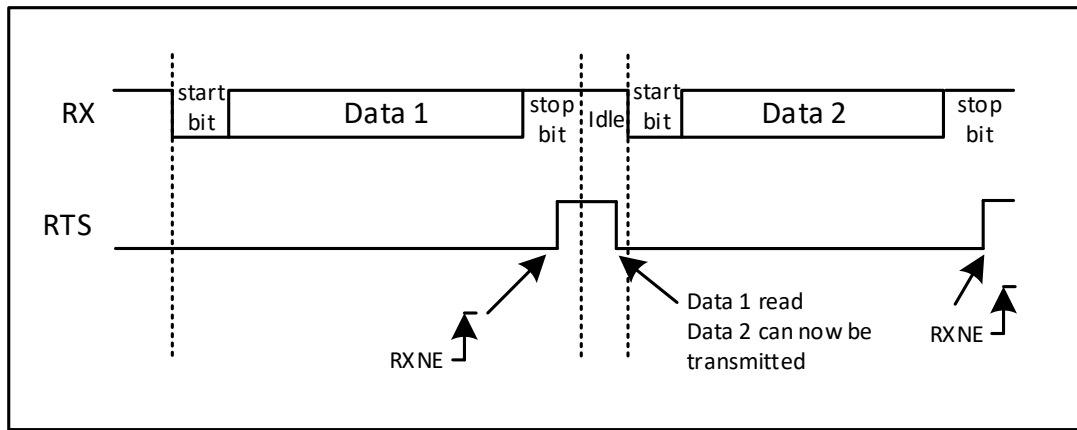 RX
start
bit
Data 1
stop
bit
Idle
start
bit
Data 2
stop
bit
RTS
Data 1 read
Data 2 can now be
transmitted
RXNE
RXNE